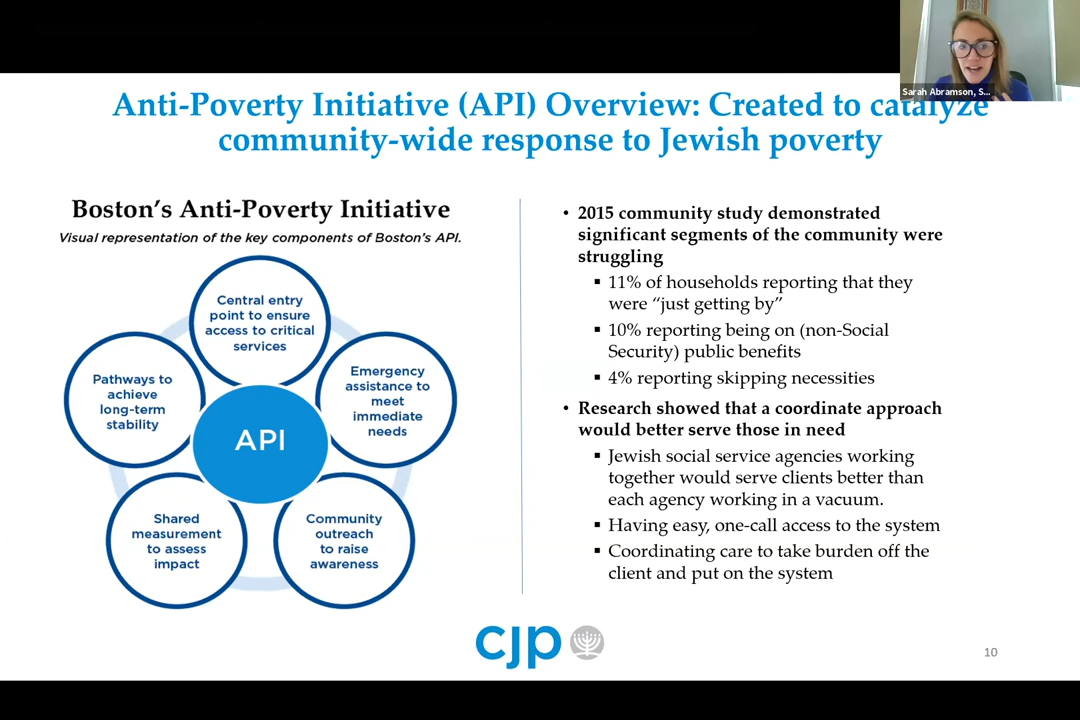 Sarah Abramson, S...
Anti-Poverty Initiative (API) Overview: Created to catalyze
community-wide response to Jewish poverty
Boston's Anti-Poverty Initiative
Visual representation of the key components of Boston's API.
Central entry
point to ensure
access to critical
services
Emergency
assistance to
meet
immediate
needs
Community
outreach
to raise
awareness
Shared
measurement
to assess
impact
Pathways to
achieve
long-term
stability
API
• 2015 community study demonstrated
significant segments of the community were
struggling
▪ 11% of households reporting that they
were "just getting by"
▪ 10% reporting being on (non-Social
Security) public benefits
▪ 4% reporting skipping necessities
• Research showed that a coordinate approach
would better serve those in need
▪ Jewish social service agencies working
together would serve clients better than
each agency working in a vacuum.
▪ Having easy, one-call access to the system
▪ Coordinating care to take burden off the
client and put on the system
cjp
10